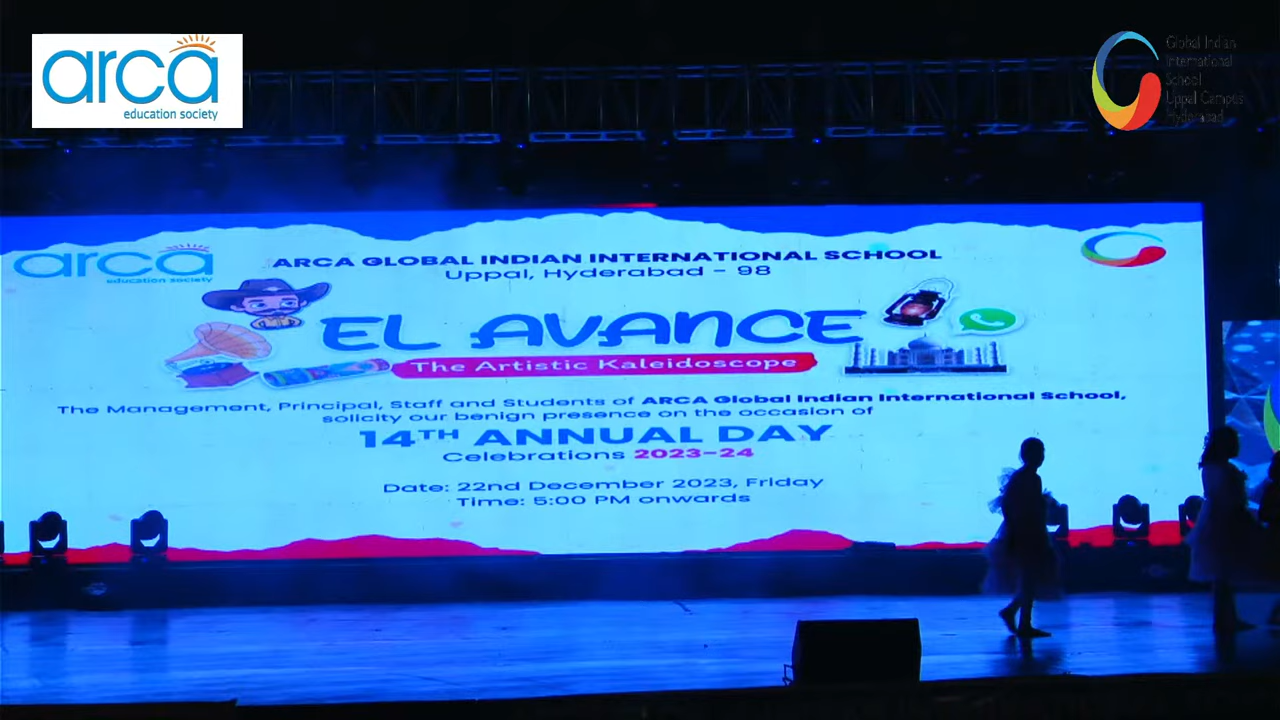 arca
education society
Global Indian
International
School
Uppal Campus
Hyderabad
arca
education society
ARCA GLOBAL INDIAN INTERNATIONAL SCHOOL
Uppal, Hyderabad - 98
EL AVANCE
The Artistic Kaleidoscope
The Management, Principal, Staff and Students of ARCA Global Indian International School,
solicity our benign presence on the occasion of
14TH ANNUAL DAY
Celebrations 2023-24
Date: 22nd December 2023, Friday
Time: 5:00 PM onwards